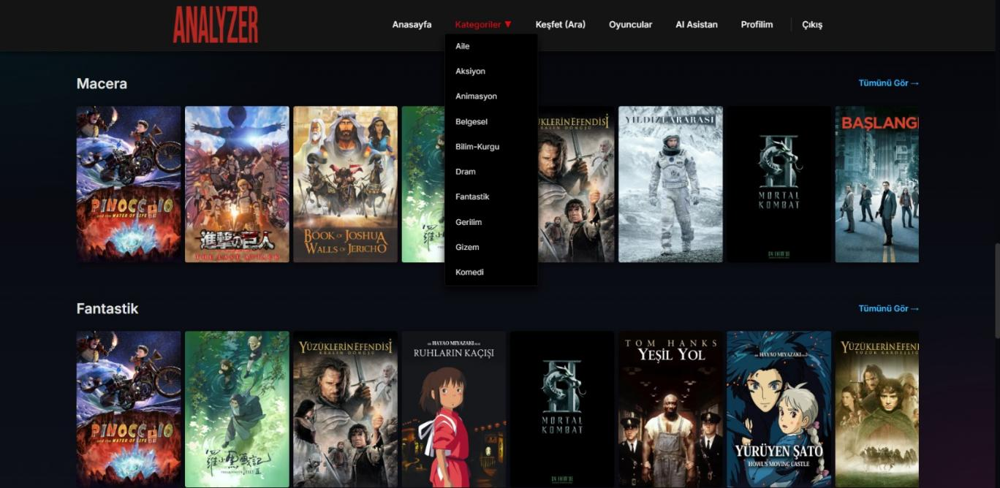 ANALYZER
Anasayfa
Kategoriler ▼
Keşfet (Ara)
Oyuncular
AI Asistan
Profilim
Çıkış
Aile
Aksiyon
Animasyon
Belgesel
Bilim-Kurgu
Dram
Fantastik
Gerilim
Gizem
Komedi
Macera
Tümünü Gör →
PINOCCHIO
and the WATER OF LIFE
進撃の巨人
THE LAST ATTACK
BOOK OF JOSHUA
WALLS OF JERICHO
羅小
ÜKLERİN EFENDİSİ
KRALIN DÖNÜŞÜ
YILDIZLARARASI
MORTAL
KOMBAT
BAŞLANG
Fantastik
Tümünü Gör →
PINOCCHIO
and the WATER OF LIFE
羅小黑戰記
YÜZÜKLERİN EFENDİSİ
KRALIN DÖNÜŞÜ
HAYAO MIYAZAKI
RUHLARIN KAÇIŞI
MORTAL
KOMBAT
TOM HANKS
YEŞİL YOL
HAYAO MIYAZAKI
YÜRÜYEN ŞATO
HOWL'S MOVING CASTLE
YÜZÜKLERİN EFEN
YÜZÜK KARDEŞLİĞ